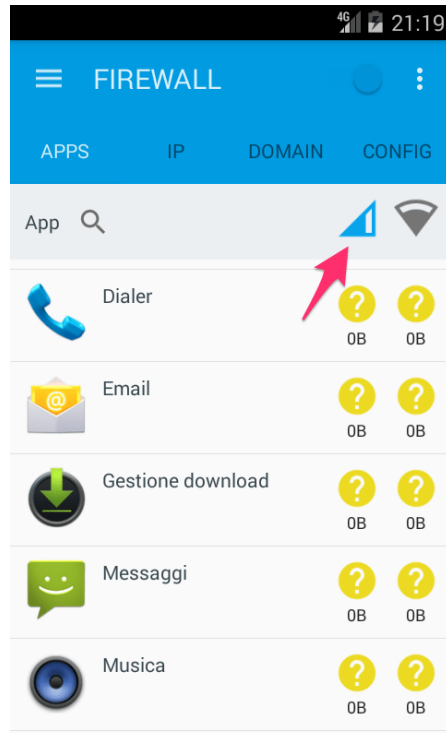 4G 21:19
FIREWALL
APPS IP DOMAIN CONFIG
App
Dialer
? ?
0B 0B
@
Email
? ?
0B 0B
Gestione download
? ?
0B 0B
Messaggi
? ?
0B 0B
Musica
? ?
0B 0B